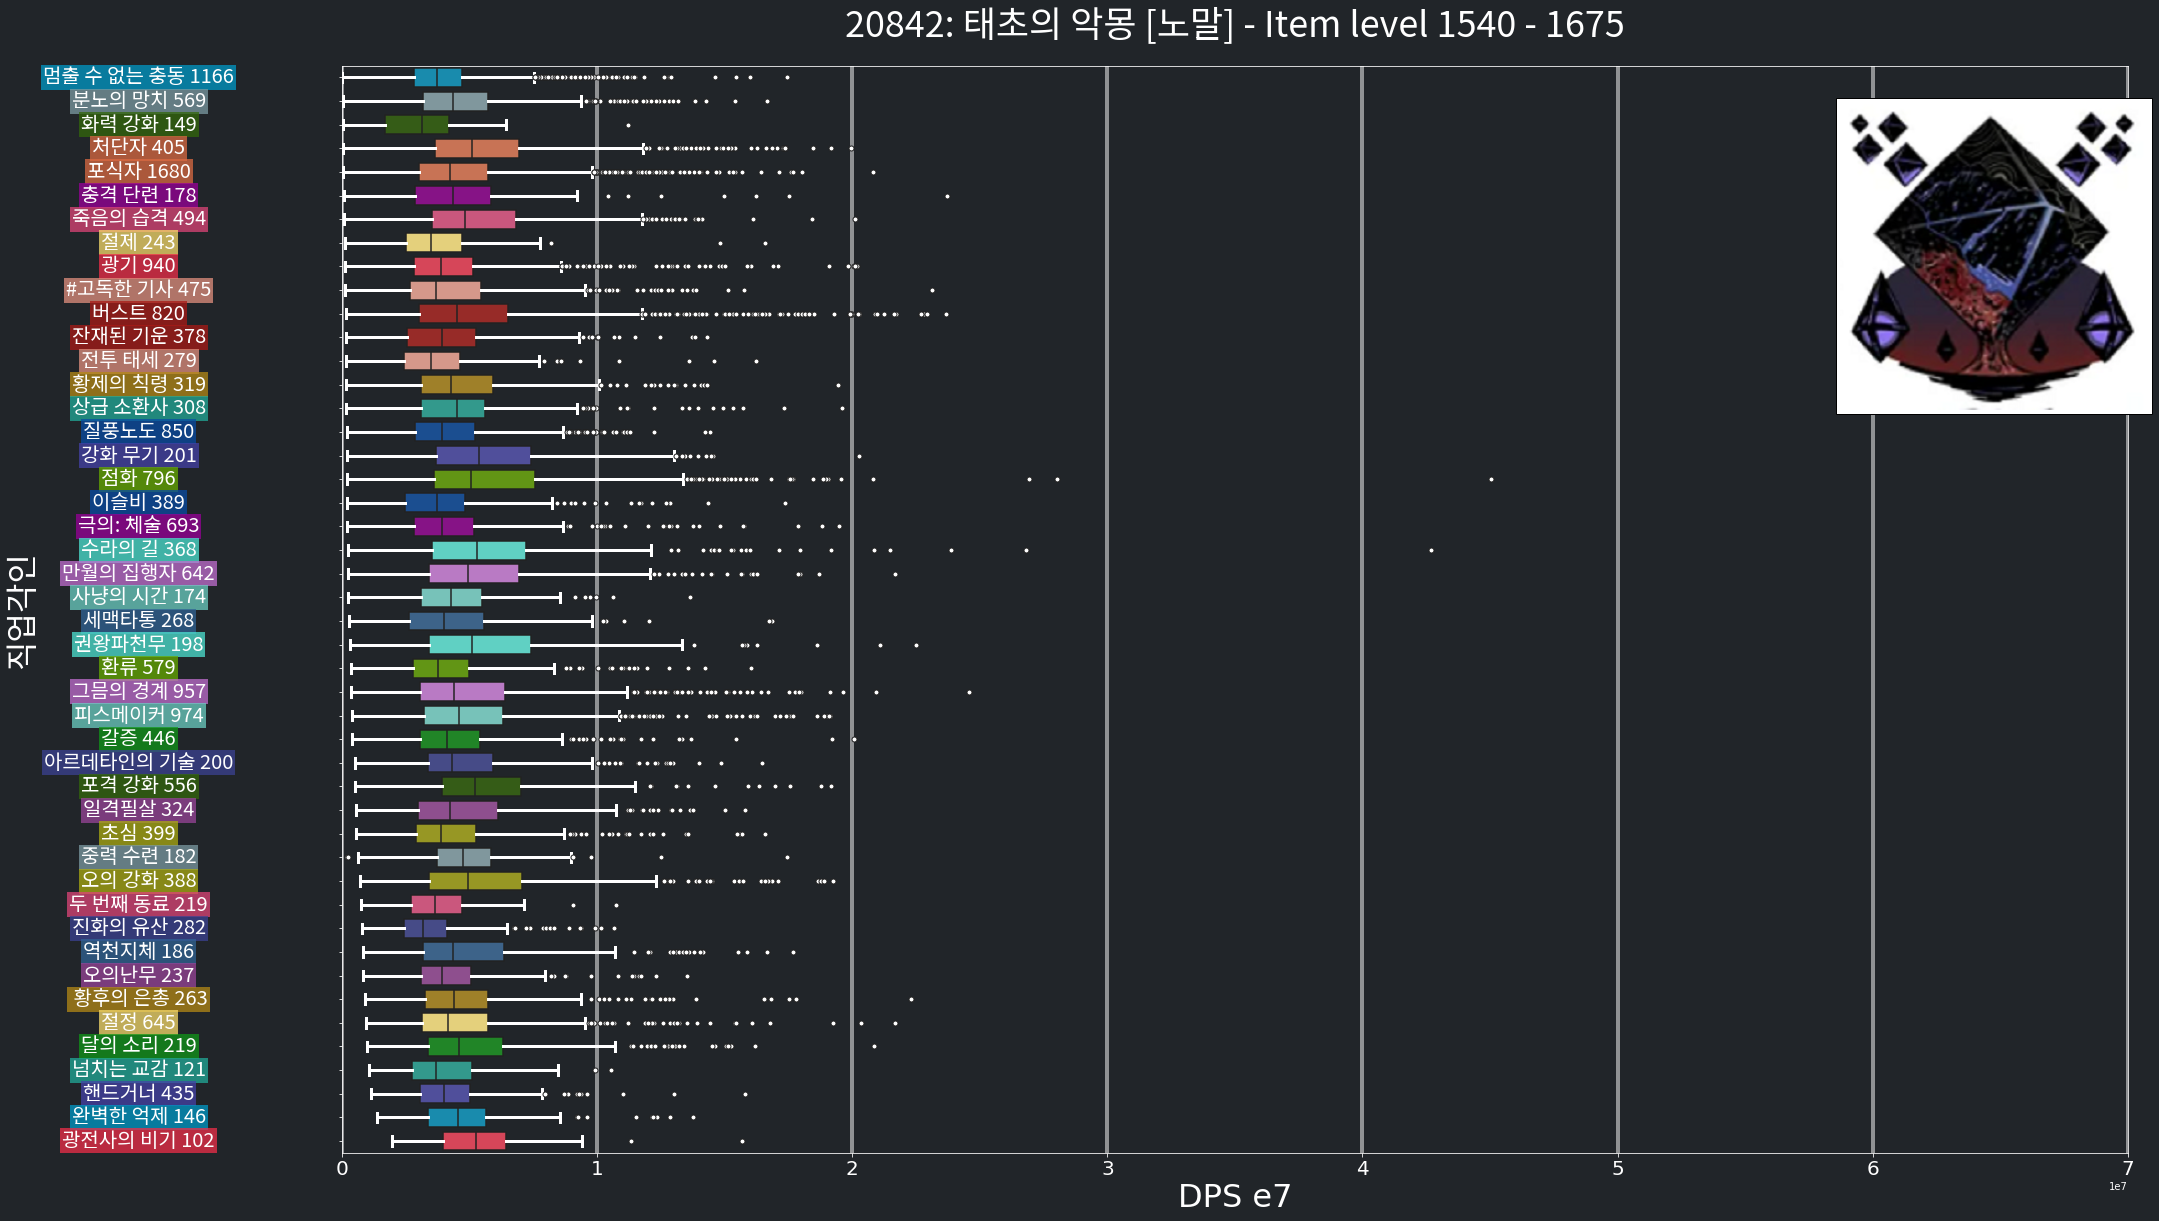 20842: 태초의 악몽 [노말] - Item level 1540 - 1675
멈출 수 없는 충동 1166
분노의 망치 569
화력 강화 149
처단자 405
포식자 1680
충격 단련 178
죽음의 습격 494
절제 243
광기 940
#고독한 기사 475
버스트 820
잔재된 기운 378
전투 태세 279
황제의 칙령 319
상급 소환사 308
질풍노도 850
강화 무기 201
점화 796
이슬비 389
극의: 체술 693
수라의 길 368
만월의 집행자 642
사냥의 시간 174
세맥타통 268
권왕파천무 198
환류 579
그믐의 경계 957
피스메이커 974
갈증 446
아르데타인의 기술 200
포격 강화 556
일격필살 324
초심 399
중력 수련 182
오의 강화 388
두 번째 동료 219
진화의 유산 282
역천지체 186
오의난무 237
황후의 은총 263
절정 645
달의 소리 219
넘치는 교감 121
핸드거너 435
완벽한 억제 146
광전사의 비기 102
직업각인
0 1 2 3 4 5 6 7
DPS e7
1e7